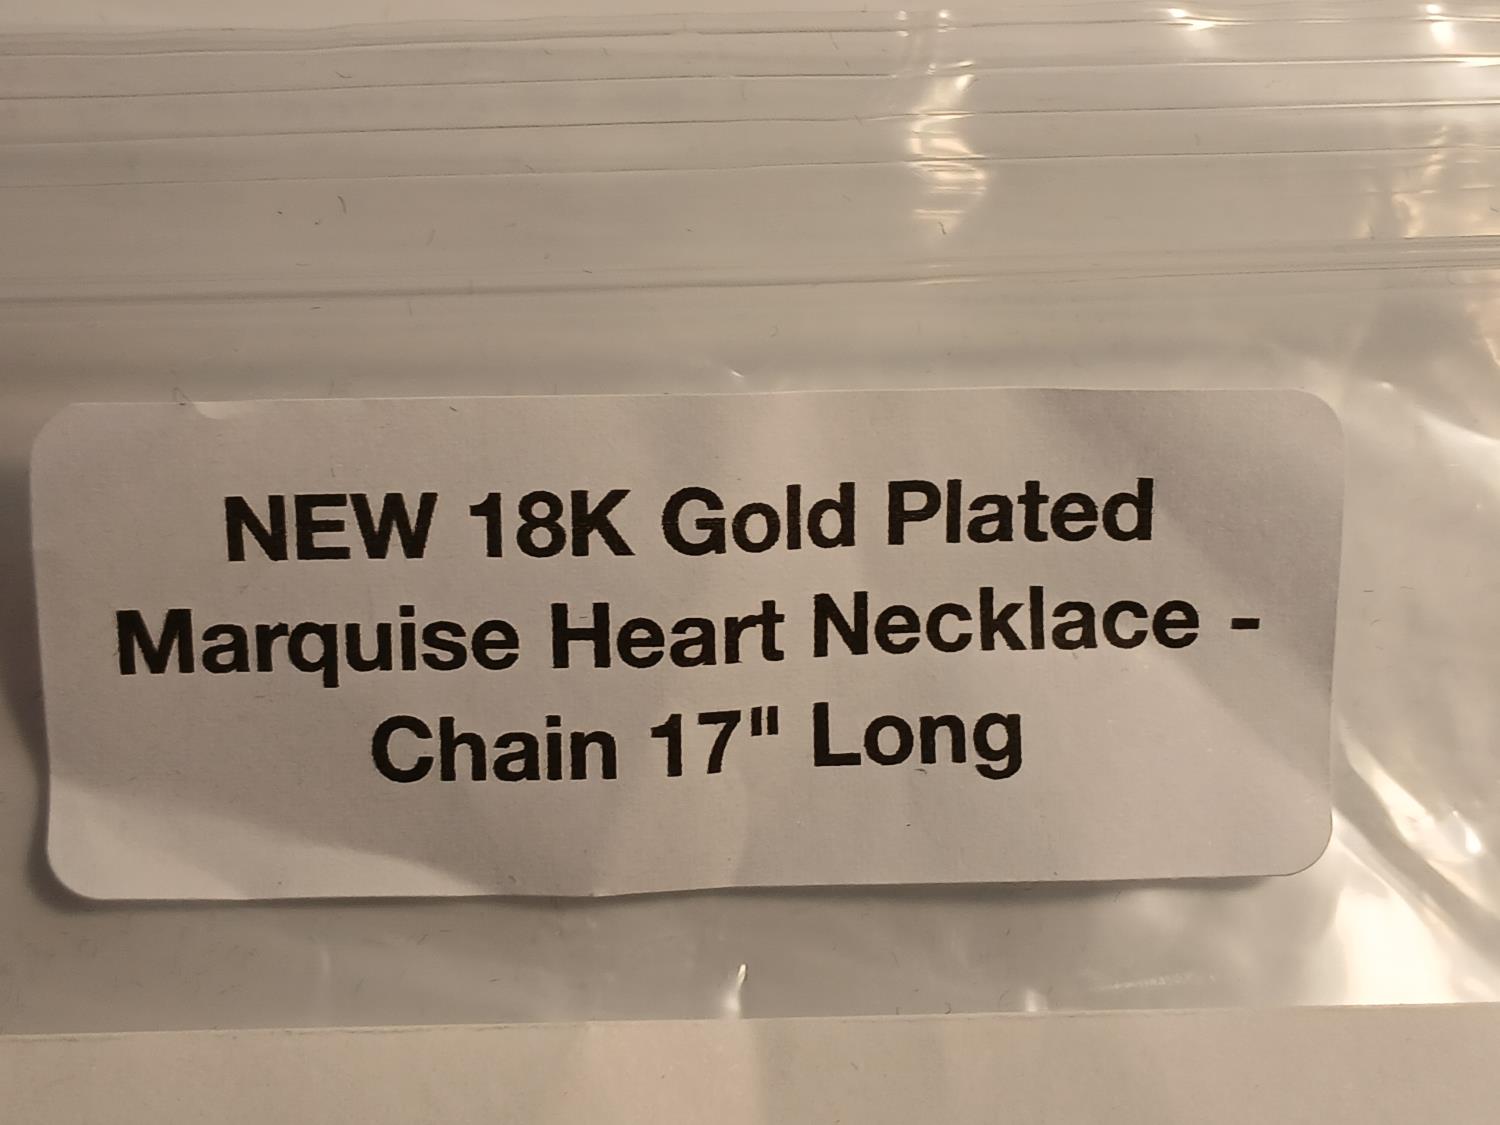 NEW 18K Gold Plated
Marquise Heart Necklace -
Chain 17" Long